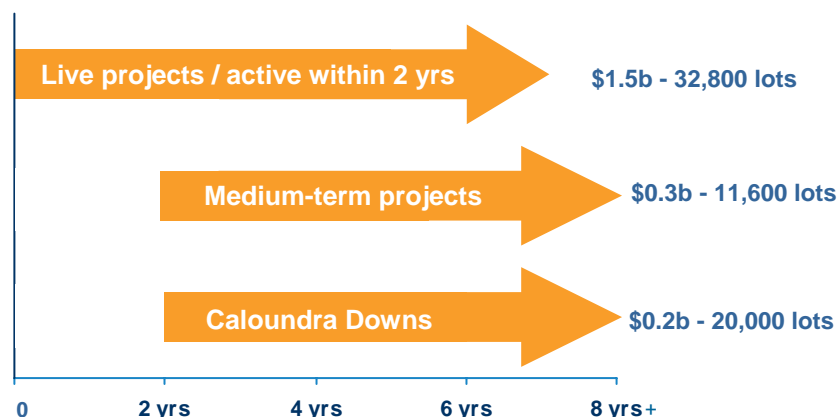 Live projects / active within 2 yrs
$1.5b - 32,800 lots
Medium-term projects
$0.3b - 11,600 lots
Caloundra Downs
$0.2b - 20,000 lots
0 2 yrs 4 yrs 6 yrs 8 yrs+